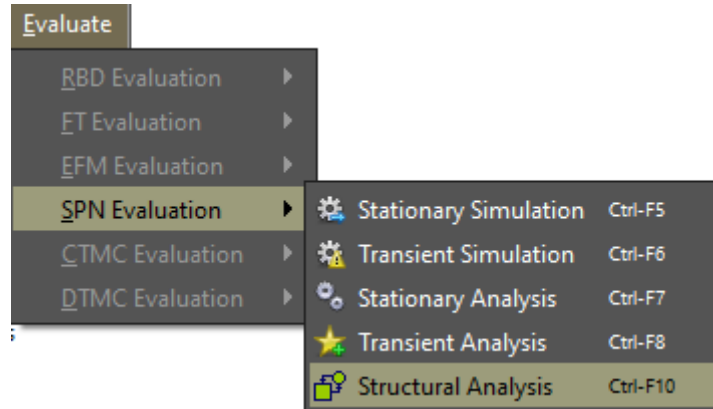 Evaluate
RBD Evaluation
FT Evaluation
EFM Evaluation
SPN Evaluation
CTMC Evaluation
DTMC Evaluation
Stationary Simulation Ctrl-F5
Transient Simulation Ctrl-F6
Stationary Analysis Ctrl-F7
Transient Analysis Ctrl-F8
Structural Analysis Ctrl-F10